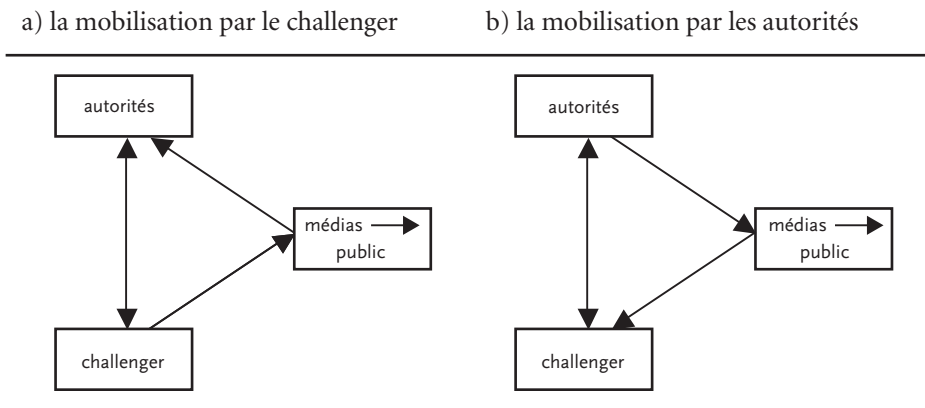 a) la mobilisation par le challenger
b) la mobilisation par les autorités
autorités
médias
public
challenger
autorités
médias
public
challenger